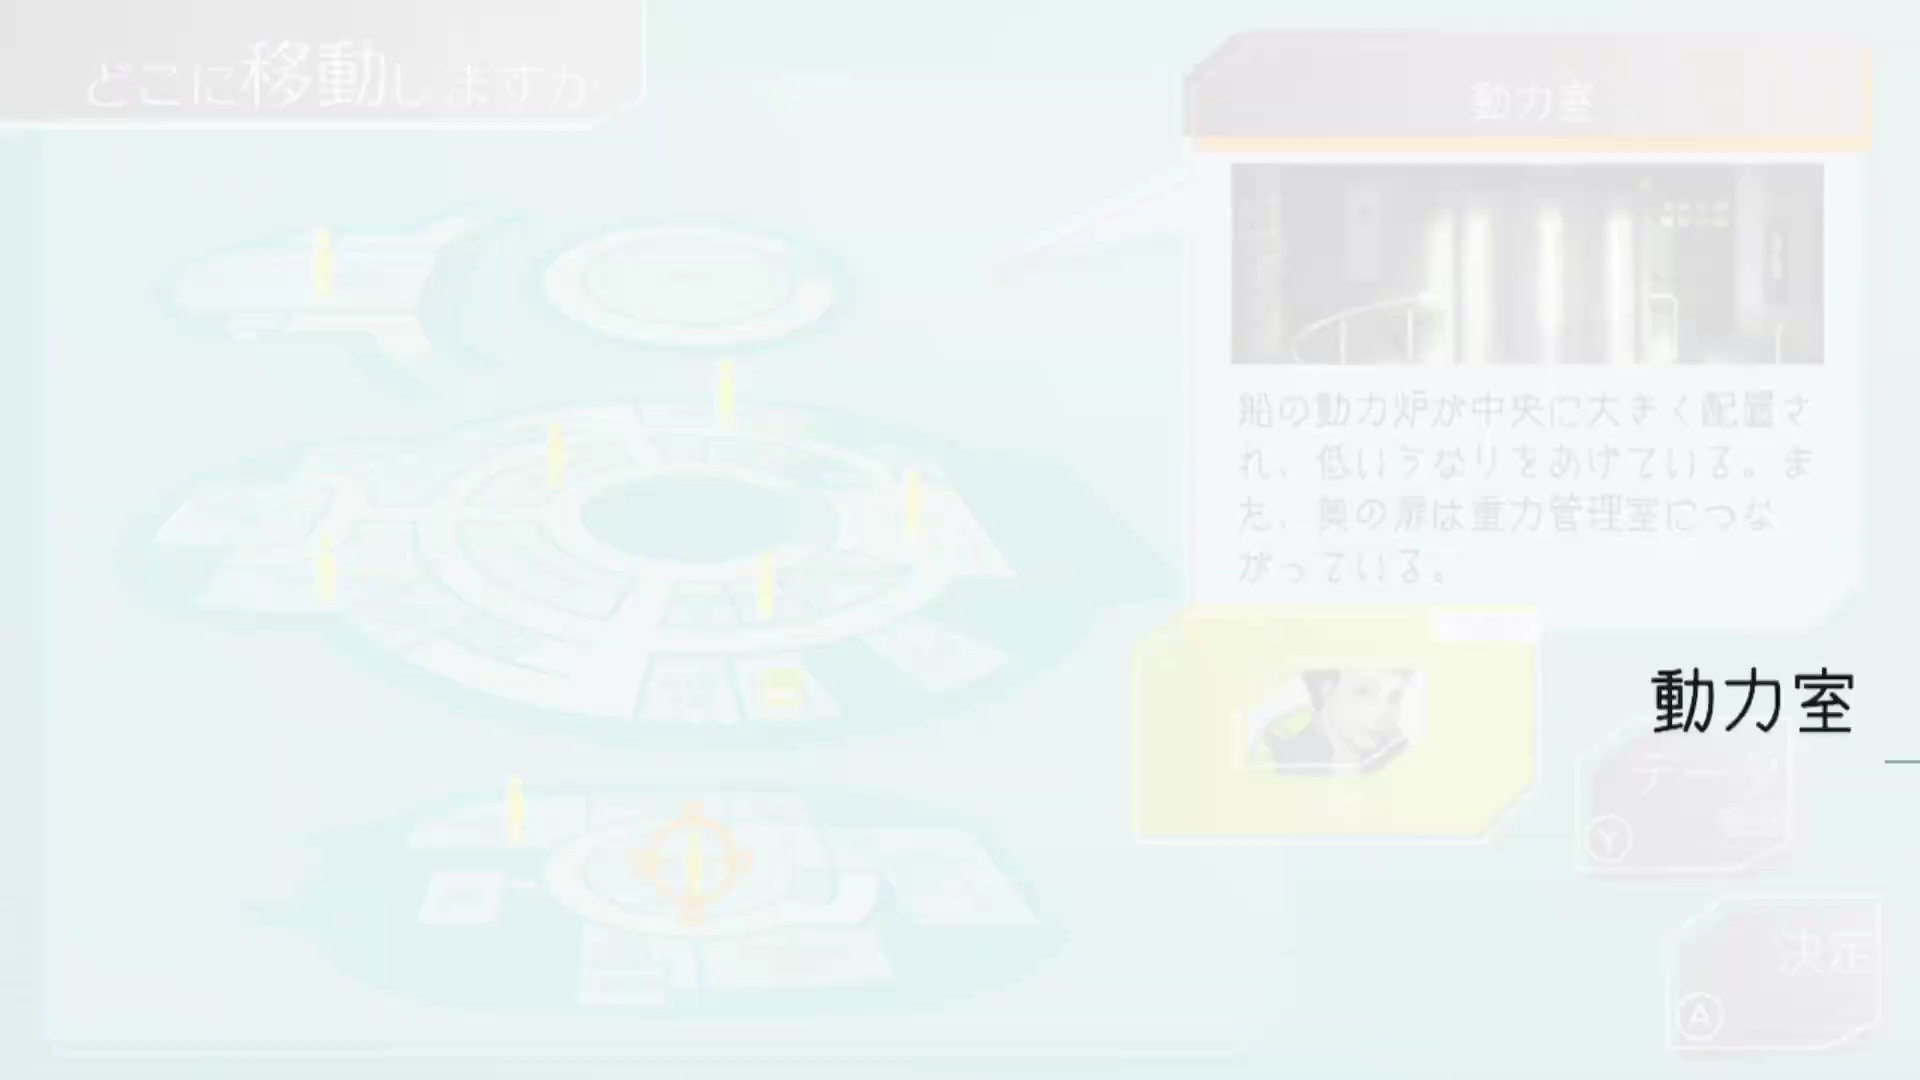 どこに移動しますか
動力室
船の動力炉が中央に大きく配置さ
れ、低いうなりをあげている。ま
た、奥の扉は重力管理室につな
がっている。
動力室
データ
Y
決定
A